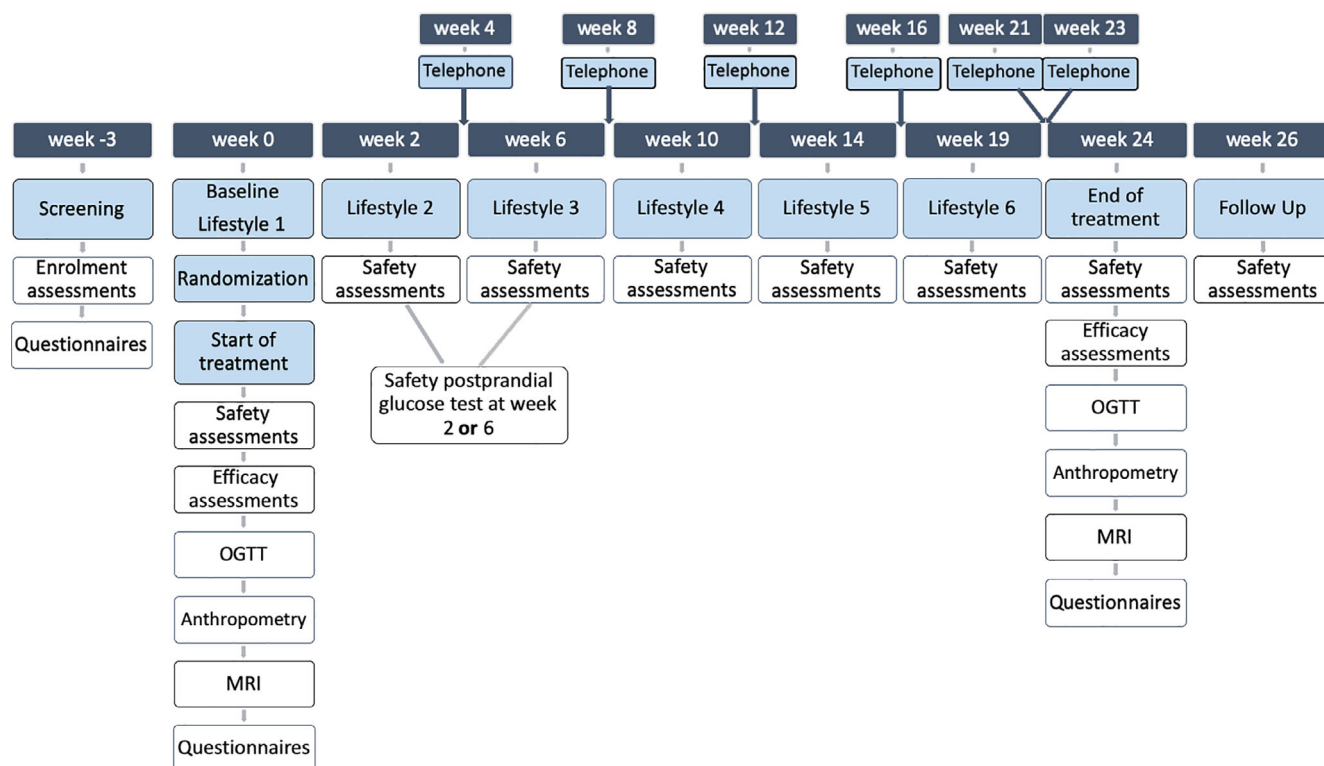 week 4
week 8
week 12
week 16
week 21
week 23
Telephone
Telephone
Telephone
Telephone
Telephone
Telephone
week -3
week 0
week 2
week 6
week 10
week 14
week 19
week 24
week 26
Screening
Baseline
Lifestyle 1
Lifestyle 2
Lifestyle 3
Lifestyle 4
Lifestyle 5
Lifestyle 6
End of
treatment
Follow Up
Enrolment
assessments
Randomization
Safety
assessments
Safety
assessments
Safety
assessments
Safety
assessments
Safety
assessments
Safety
assessments
Safety
assessments
Questionnaires
Start of
treatment
Efficacy
assessments
Safety postprandial
glucose test at week
2 or 6
Safety
assessments
OGTT
Efficacy
assessments
Anthropometry
OGTT
MRI
Anthropometry
Questionnaires
MRI
Questionnaires